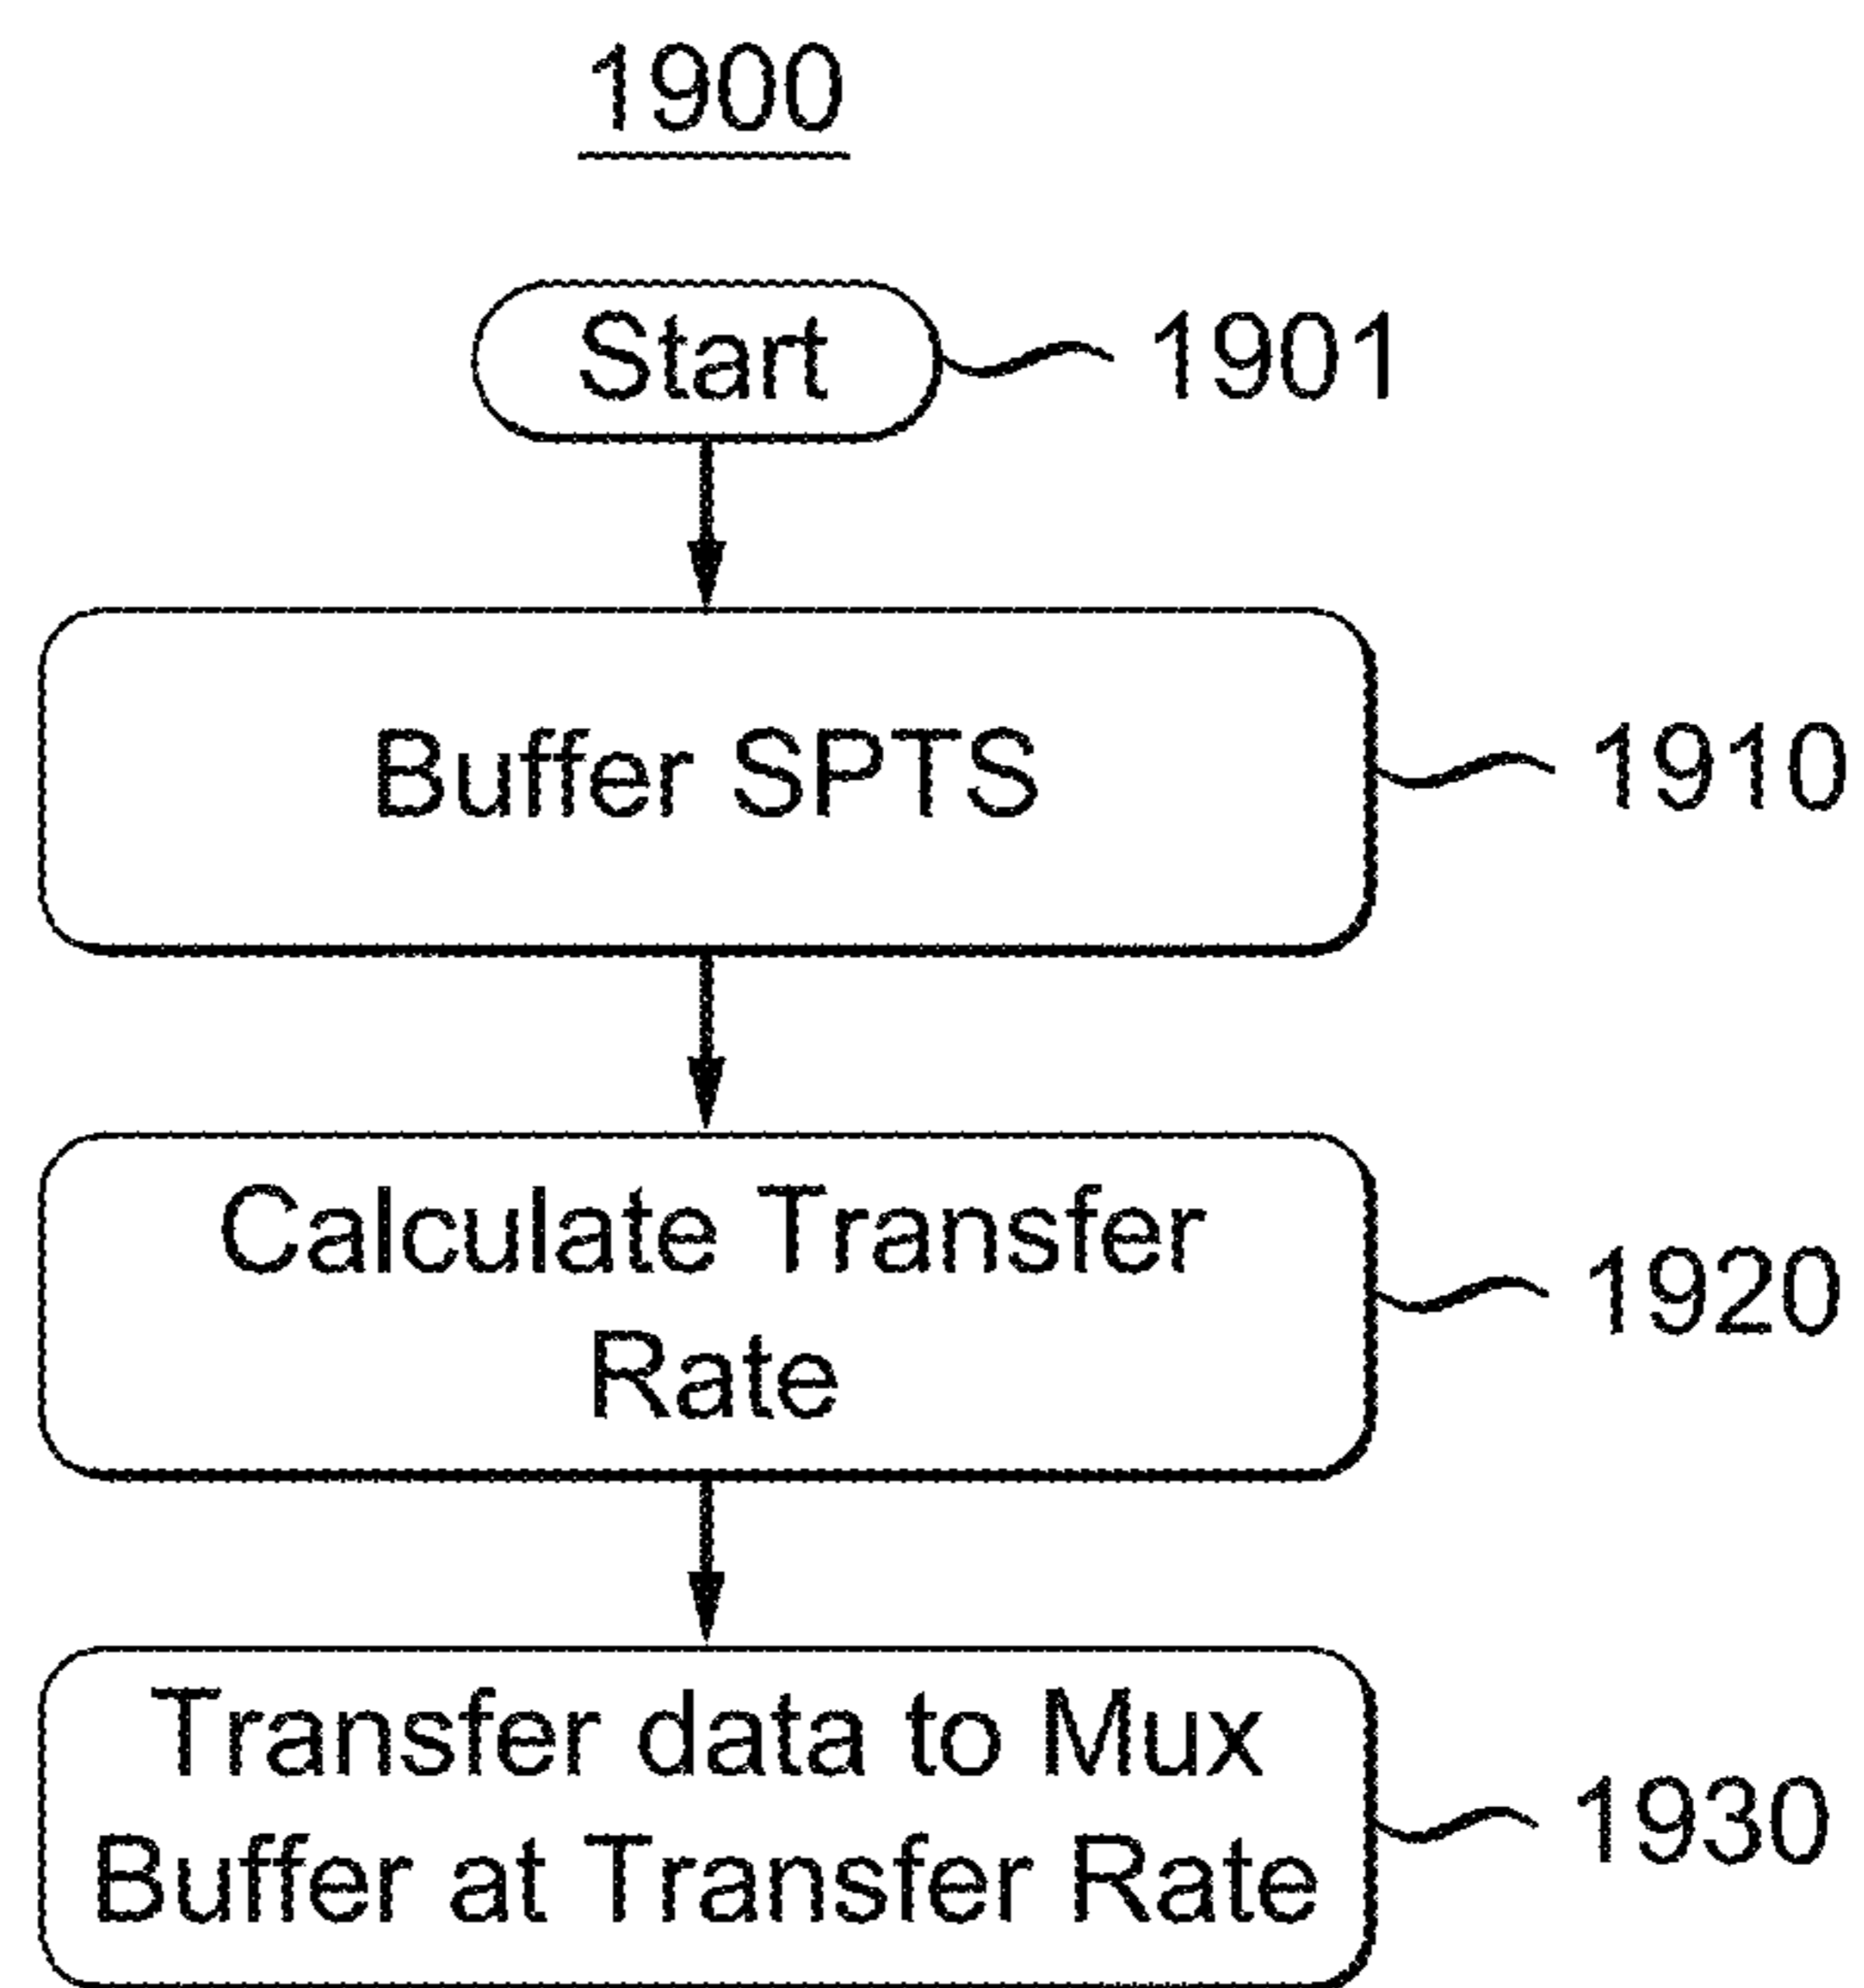 1900
Start
1901
Buffer SPTS
1910
Calculate Transfer
Rate
1920
Transfer data to Mux
Buffer at Transfer Rate
1930